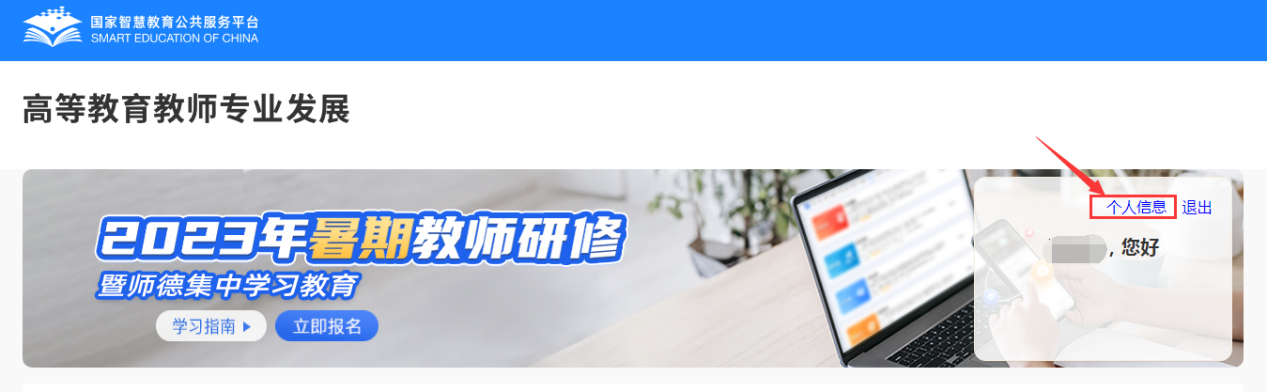 国家智慧教育公共服务平台
SMART EDUCATION OF CHINA
高等教育教师专业发展
2023年暑期教师研修
暨师德集中学习教育
学习指南
立即报名
个人信息 退出
,您好